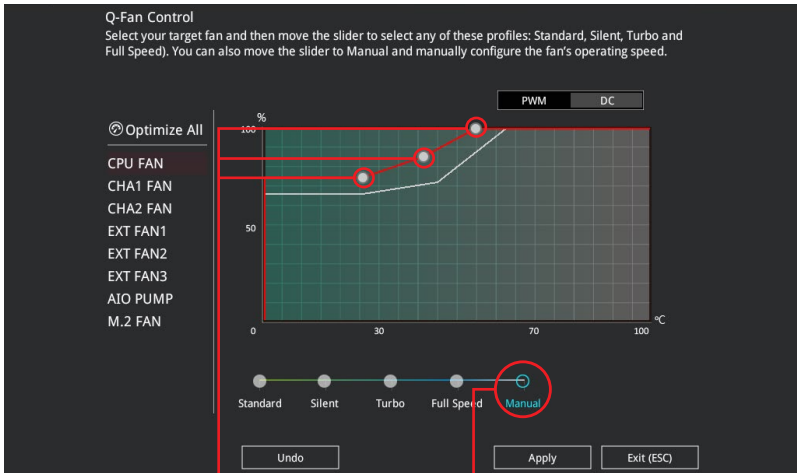 Q-Fan Control
Select your target fan and then move the slider to select any of these profiles: Standard, Silent, Turbo and
Full Speed). You can also move the slider to Manual and manually configure the fan's operating speed.
PWM DC
Optimize All
CPU FAN
CHA1 FAN
CHA2 FAN
EXT FAN1
EXT FAN2
EXT FAN3
AIO PUMP
M.2 FAN
%
100
50
0 30 70 100 °C
Standard Silent Turbo Full Speed Manual
Undo Apply Exit (ESC)